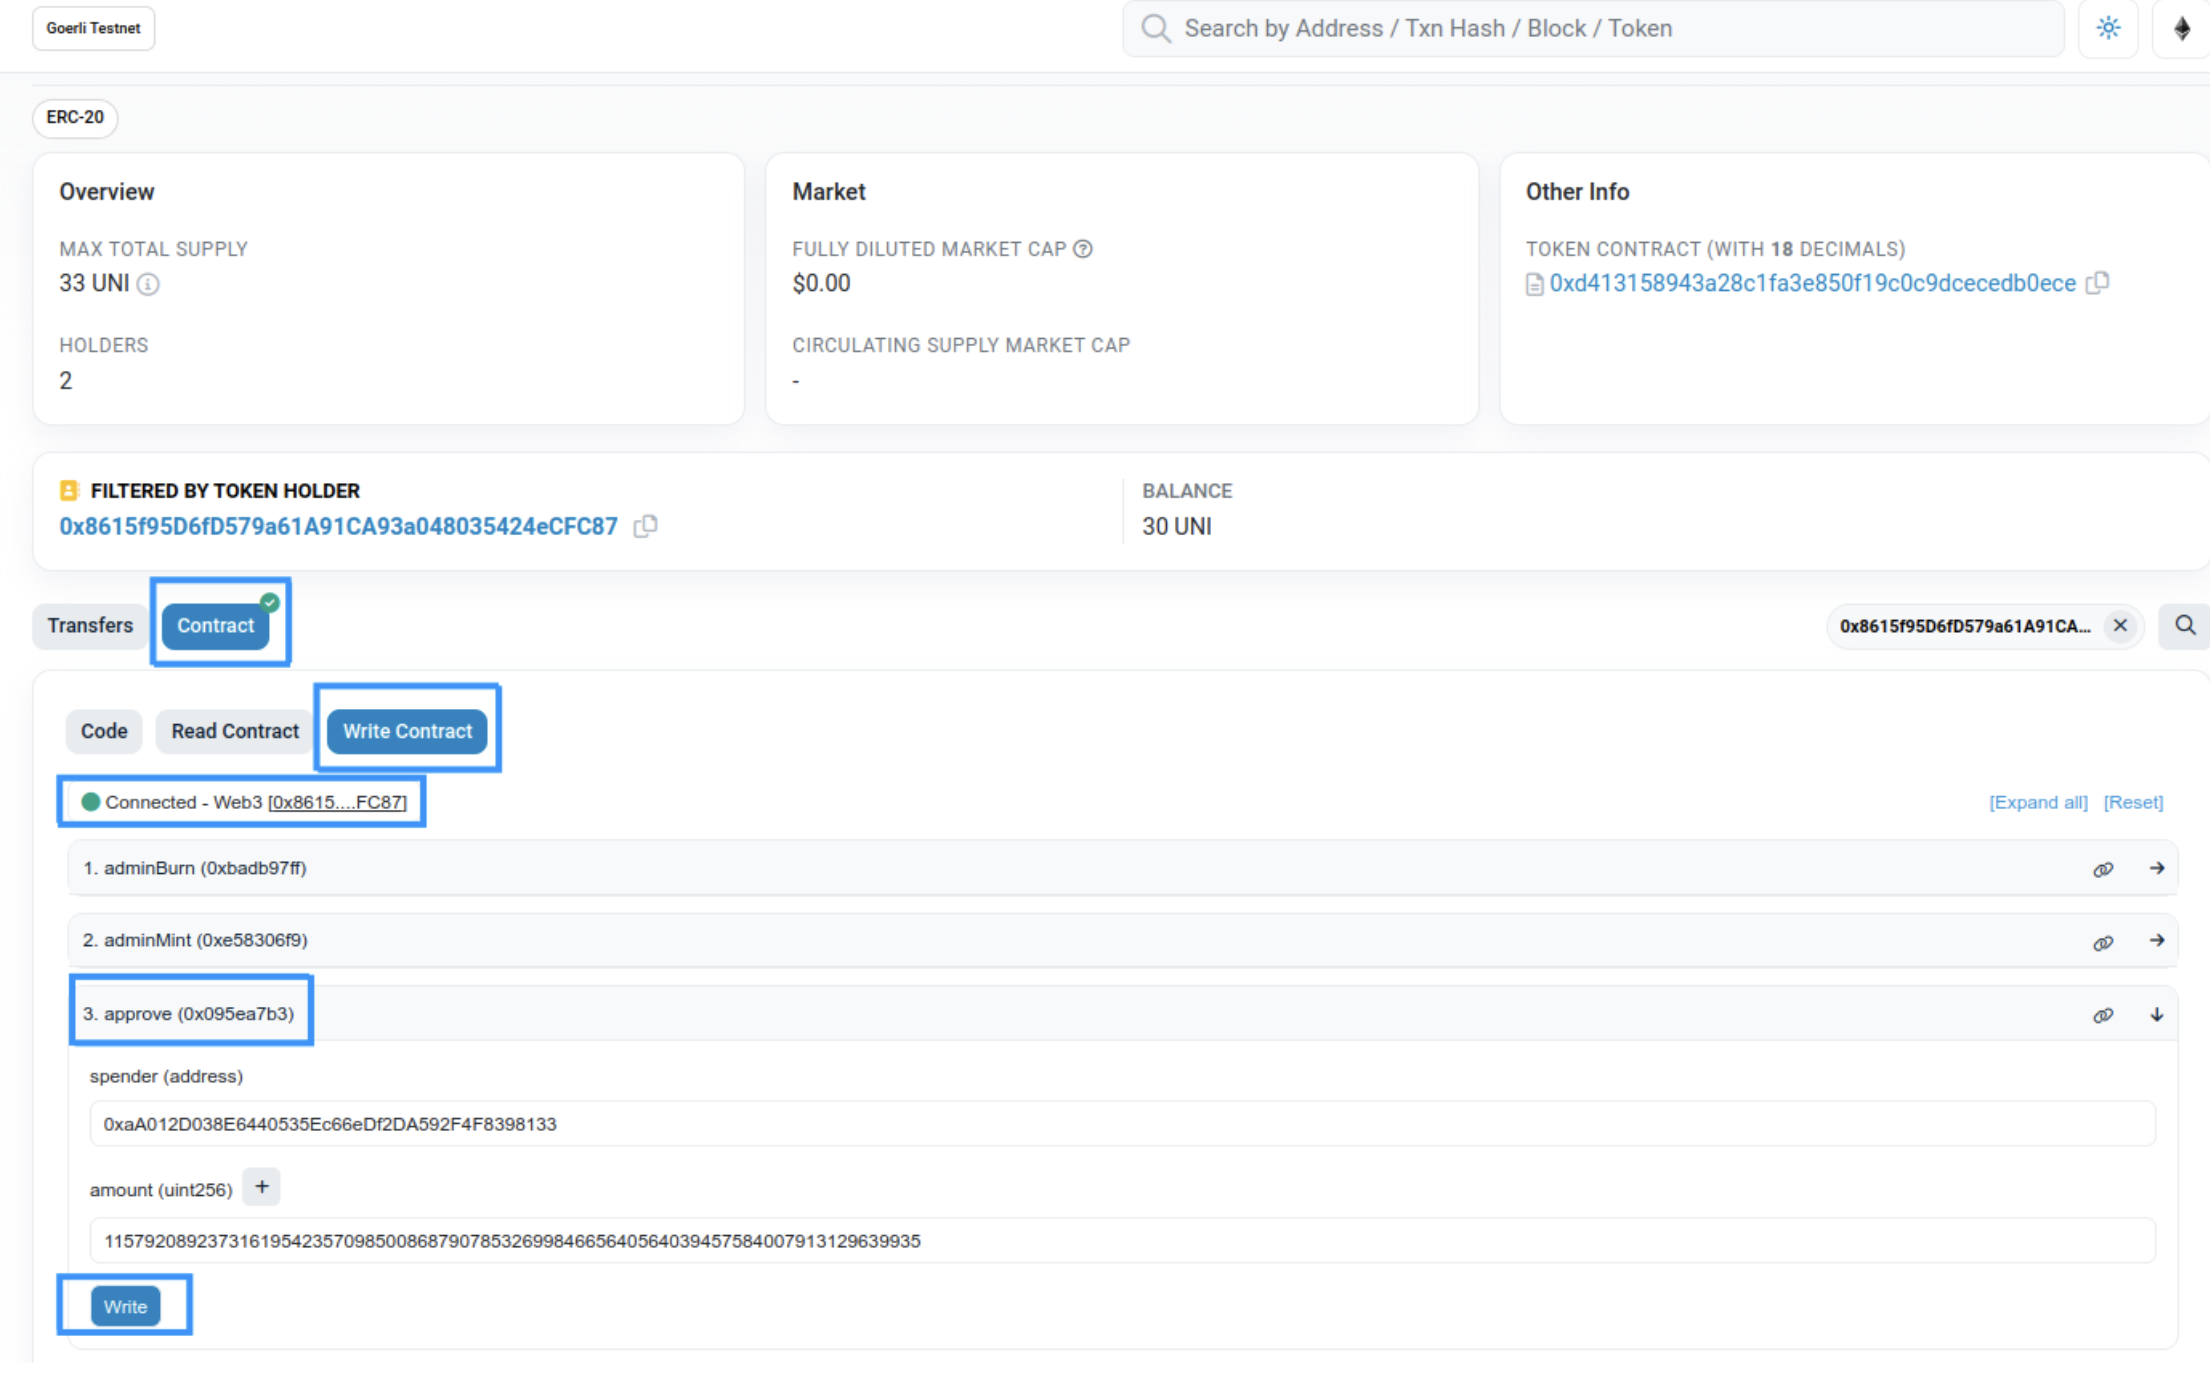 Goerli Testnet
Search by Address / Txn Hash / Block / Token
ERC-20
Overview
MAX TOTAL SUPPLY
33 UNI
HOLDERS
2
Market
FULLY DILUTED MARKET CAP
$0.00
CIRCULATING SUPPLY MARKET CAP
-
Other Info
TOKEN CONTRACT (WITH 18 DECIMALS)
0xd413158943a28c1fa3e850f19c0c9dcecedb0ece
FILTERED BY TOKEN HOLDER
0x8615f95D6fD579a61A91CA93a048035424eCFC87
BALANCE
30 UNI
Transfers
Contract
0x8615f95D6fD579a61A91CA...
Code
Read Contract
Write Contract
Connected - Web3 [0x8615....FC87]
[Expand all] [Reset]
1. adminBurn (0xbadb97ff)
2. adminMint (0xe58306f9)
3. approve (0x095ea7b3)
spender (address)
0xaA012D038E6440535Ec66eDf2DA592F4F8398133
amount (uint256) +
115792089237316195423570985008687907853269984665640564039457584007913129639935
Write